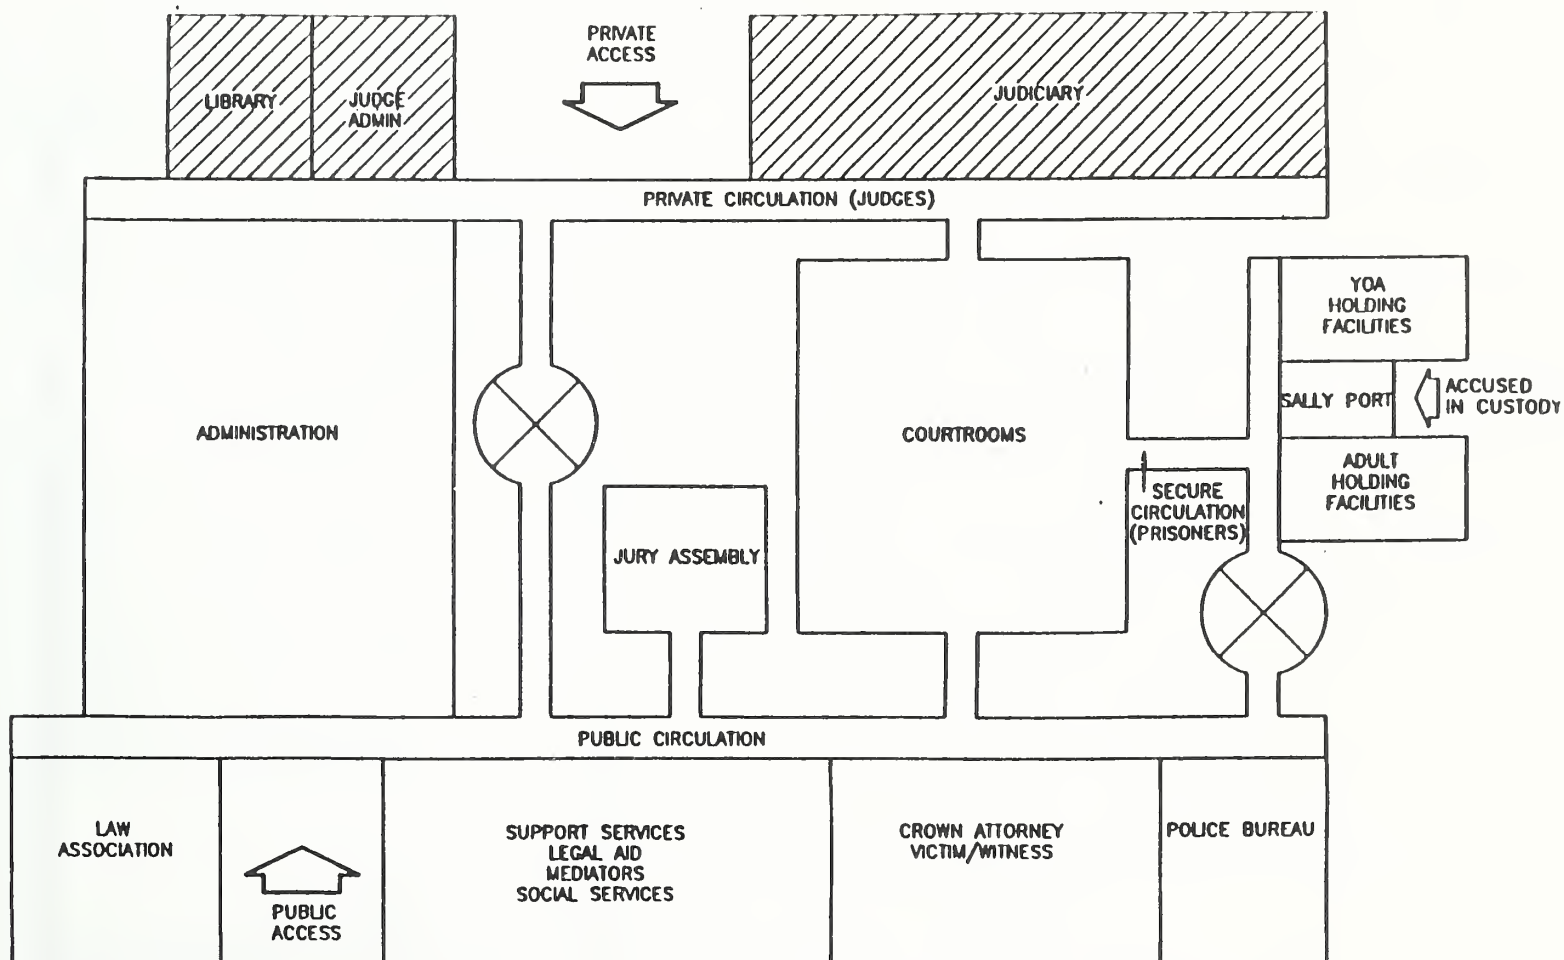 PRIVATE
ACCESS
LIBRARY
JUDGE
ADMIN
JUDICIARY
PRIVATE CIRCULATION (JUDGES)
YOA
HOLDING
FACILITIES
SALLY PORT
ACCUSED
IN CUSTODY
ADMINISTRATION
COURTROOMS
ADULT
HOLDING
FACILITIES
SECURE
CIRCULATION
(PRISONERS)
JURY ASSEMBLY
PUBLIC CIRCULATION
LAW
ASSOCIATION
PUBLIC
ACCESS
SUPPORT SERVICES
LEGAL AID
MEDIATORS
SOCIAL SERVICES
CROWN ATTORNEY
VICTIM/WITNESS
POLICE BUREAU